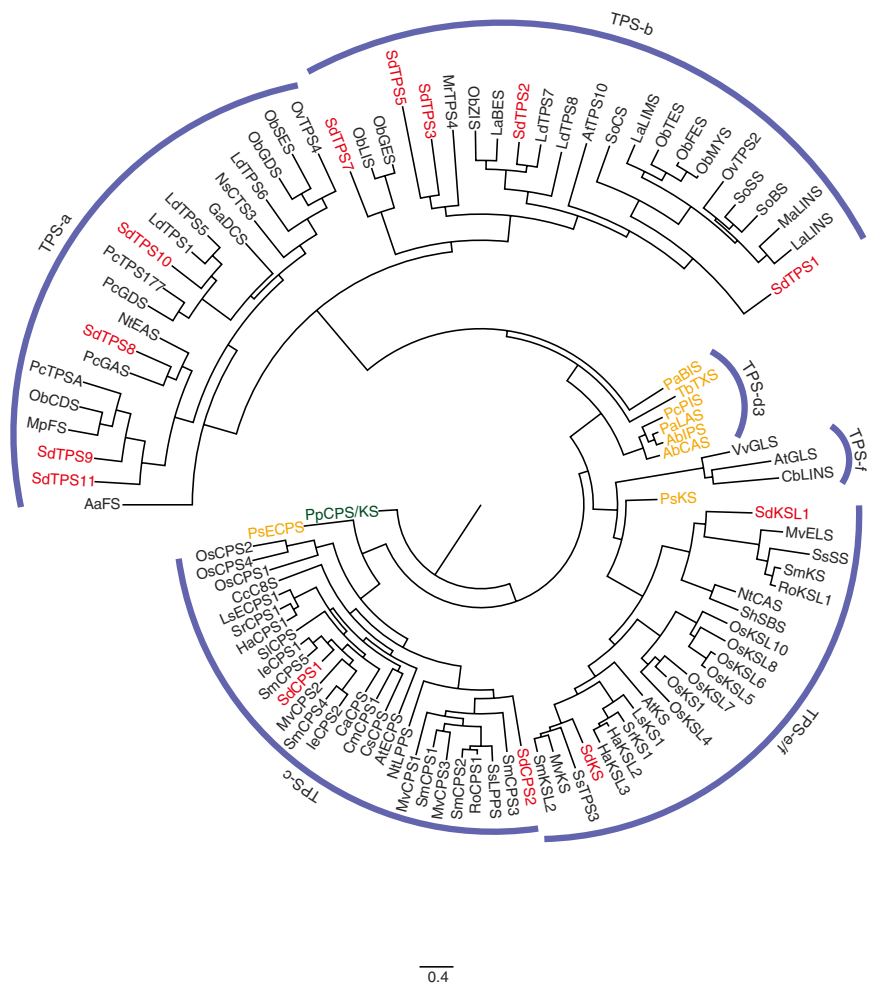 TPS-b
SdTPS5
SdTPS3
MrTPS4
ObZIS
LaBES
SdTPS2
LdTPS7
LdTPS8
AtTPS10
SoCS
LaLIMS
ObTES
ObFES
ObMYS
OvTPS2
SoSS
SoBS
MaLINS
LaLINS
SdTPS1
TPS-a
ObGES
ObLIS
SdTPS7
OvTPS4
ObSES
ObGDS
LdTPS6
NsCTS3
GaDCS
LdTPS5
LdTPS1
SdTPS10
PcTPS177
PcGDS
NtEAS
SdTPS8
PcGAS
PcTPSA
ObCDS
MpFS
SdTPS9
SdTPS11
AaFS
TPS-d3
PaBIS
TbTXS
PcPIS
PaLAS
AbIPS
AbCAS
TPS-f
VvGLS
AtGLS
CbLINS
PsKS
TPS-e/f
SdKSL1
MvELS
SsSS
SmKS
RoKSL1
NtCAS
ShSBS
OsKSL10
OsKSL8
OsKSL6
OsKSL5
OsKSL7
OsKS1
OsKSL4
AtKS
LsKS1
SrKS1
HaKSL2
HaKSL3
SdKS
SsTPS3
MvKS
SmKSL2
TPS-c
SdCPS2
SmCPS3
SsLPPS
RoCPS1
SmCPS2
MvCPS3
SmCPS1
MvCPS1
NtLPPS
AtECPS
CsCPS
CmCPS1
CaCPS
IeCPS2
SmCPS4
MvCPS2
SdCPS1
SmCPS5
IeCPS1
SlCPS
HaCPS1
SrCPS1
LsECPS1
CcC8S
OsCPS1
OsCPS4
OsCPS2
PsECPS
PpCPS/KS
0.4